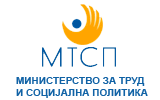 МТСП
МИНИСТЕРСТВО ЗА ТРУД
И СОЦИЈАЛНА ПОЛИТИКА